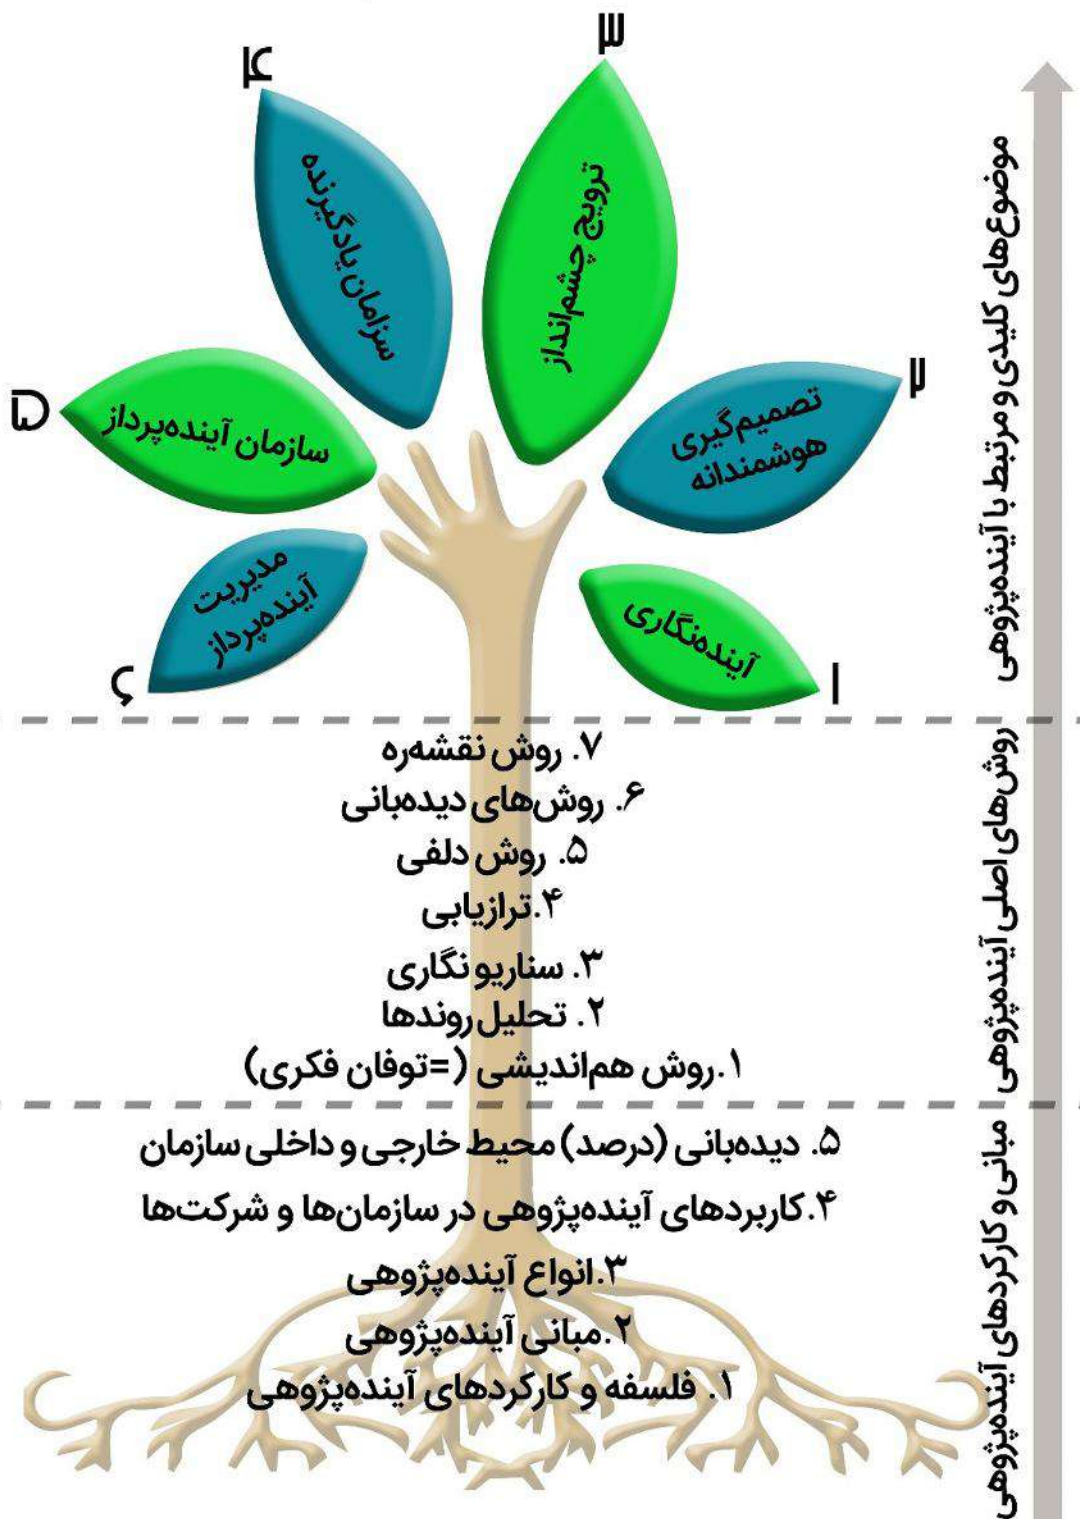 ۳
۴
ترویج چشم‌انداز
سزامان یادگیرنده
۲
تصمیم‌گیری
هوشمندانه
۵
سازمان آینده‌پرداز
مدیریت
آینده‌پرداز
۶
آینده‌نگاری
۱
موضوع‌های کلیدی و مرتبط با آینده‌پژوهی
۷. روش نقشه‌ره
۶. روش‌های دیده‌بانی
۵. روش دلفی
۴.ترازیابی
۳. سناریو نگاری
۲. تحلیل روندها
۱.روش هم‌اندیشی (=توفان فکری)
روش‌های اصلی آینده‌پژوهی
۵. دیده‌بانی (درصد) محیط خارجی و داخلی سازمان
۴.کاربردهای آینده‌پژوهی در سازمان‌ها و شرکت‌ها
۳.انواع آینده‌پژوهی
۲.مبانی آینده‌پژوهی
۱. فلسفه و کارکردهای آینده‌پژوهی
مبانی و کارکردهای آینده‌پژوهی